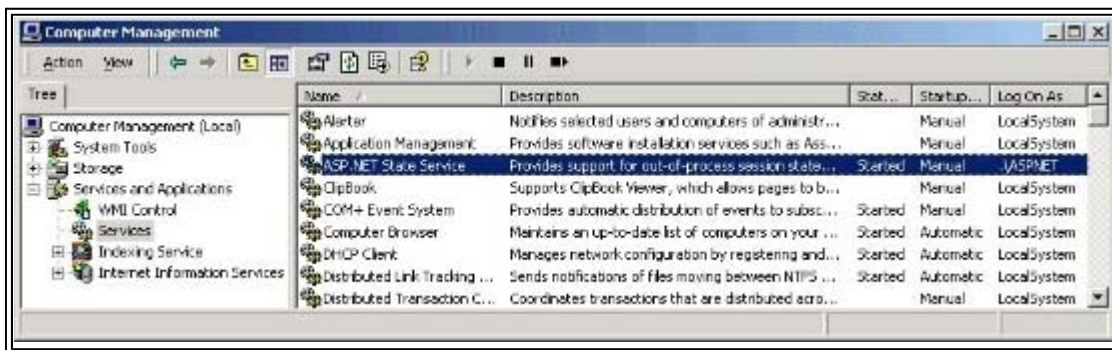 Computer Management
Action View
Tree
Computer Management (Local)
System Tools
Storage
Services and Applications
WMI Control
Services
Indexing Service
Internet Information Services
Name Description Stat... Startup... Log On As
Alerter Notifies selected users and computers of administr... Manual LocalSystem
Application Management Provides software installation services such as Ass... Manual LocalSystem
ASP.NET State Service Provides support for out-of-process session state... Started Manual .\ASPNET
ClipBook Supports ClipBook Viewer, which allows pages to b... Manual LocalSystem
COM+ Event System Provides automatic distribution of events to subsc... Started Manual LocalSystem
Computer Browser Maintains an up-to-date list of computers on your ... Started Automatic LocalSystem
DHCP Client Manages network configuration by registering and... Started Automatic LocalSystem
Distributed Link Tracking ... Sends notifications of files moving between NTFS ... Started Automatic LocalSystem
Distributed Transaction C... Coordinates transactions that are distributed acro... Manual LocalSystem